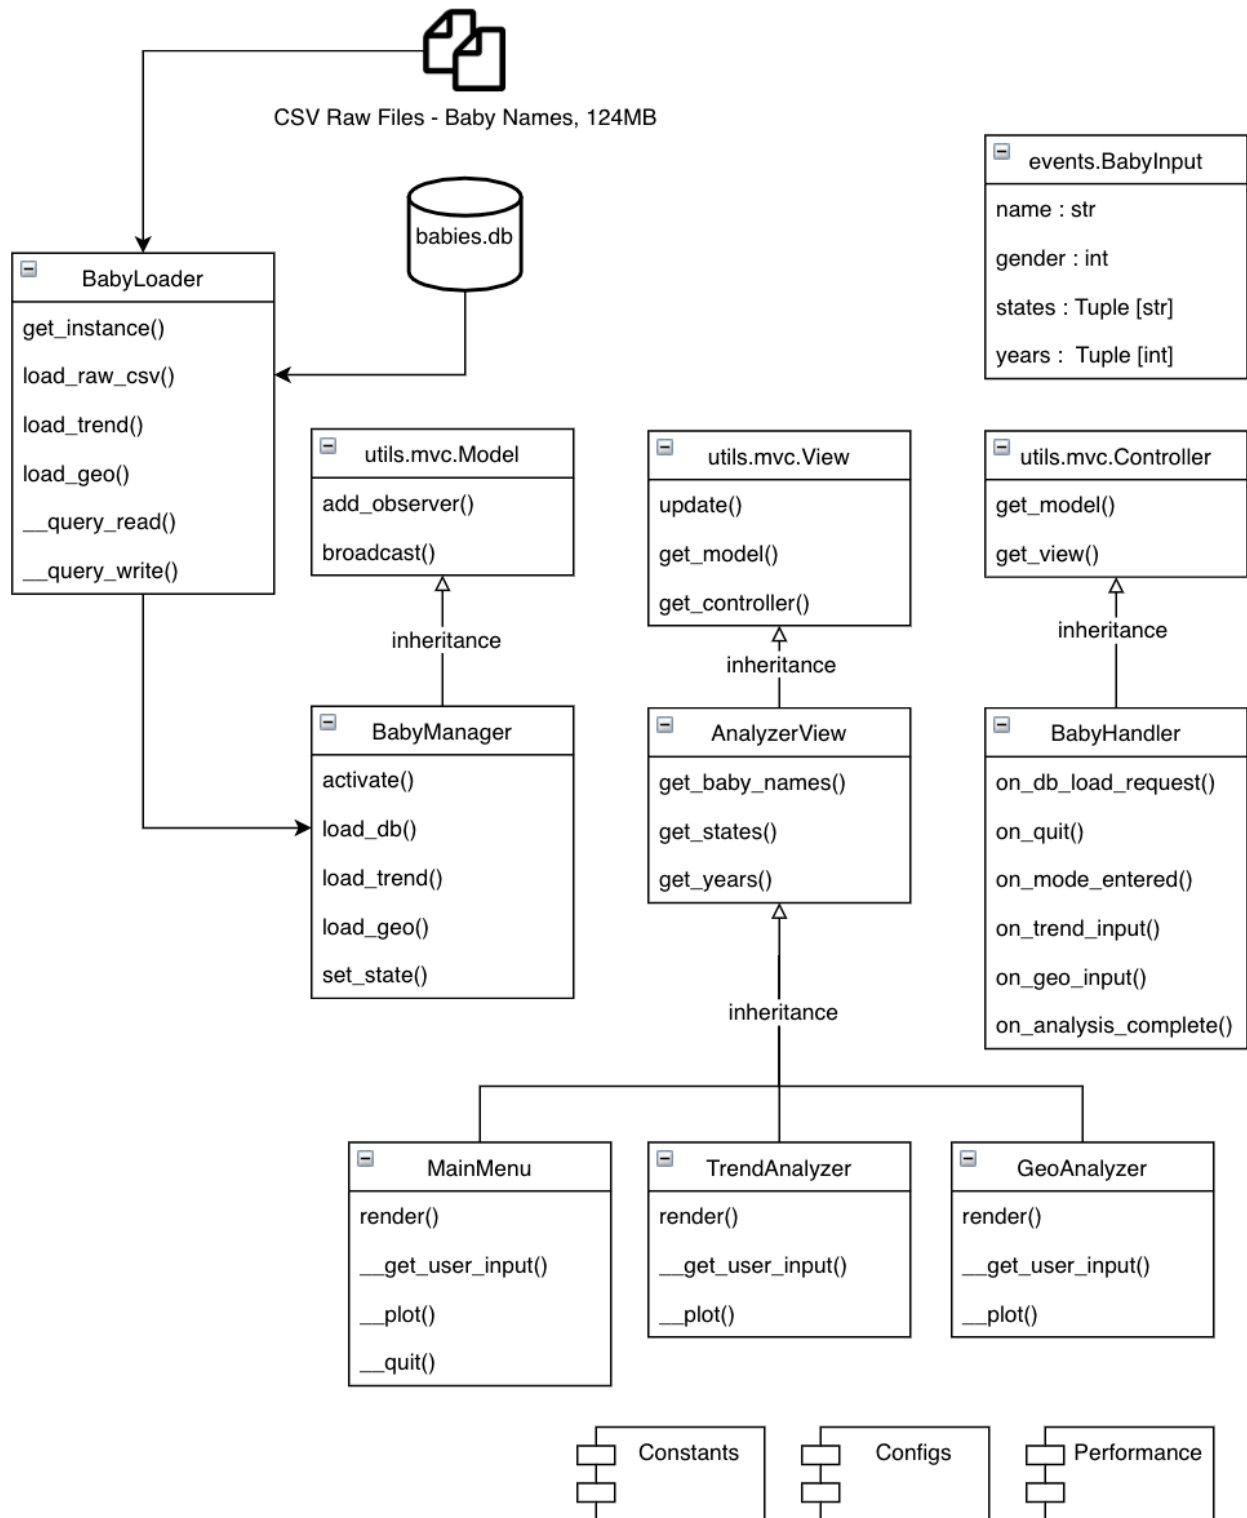 CSV Raw Files - Baby Names, 124MB
babies.db
events.BabyInput
name : str
gender : int
states : Tuple [str]
years :  Tuple [int]
BabyLoader
get_instance()
load_raw_csv()
load_trend()
load_geo()
__query_read()
__query_write()
utils.mvc.Model
add_observer()
broadcast()
utils.mvc.View
update()
get_model()
get_controller()
utils.mvc.Controller
get_model()
get_view()
inheritance
inheritance
inheritance
BabyManager
activate()
load_db()
load_trend()
load_geo()
set_state()
AnalyzerView
get_baby_names()
get_states()
get_years()
BabyHandler
on_db_load_request()
on_quit()
on_mode_entered()
on_trend_input()
on_geo_input()
on_analysis_complete()
inheritance
MainMenu
render()
__get_user_input()
__plot()
__quit()
TrendAnalyzer
render()
__get_user_input()
__plot()
GeoAnalyzer
render()
__get_user_input()
__plot()
Constants
Configs
Performance